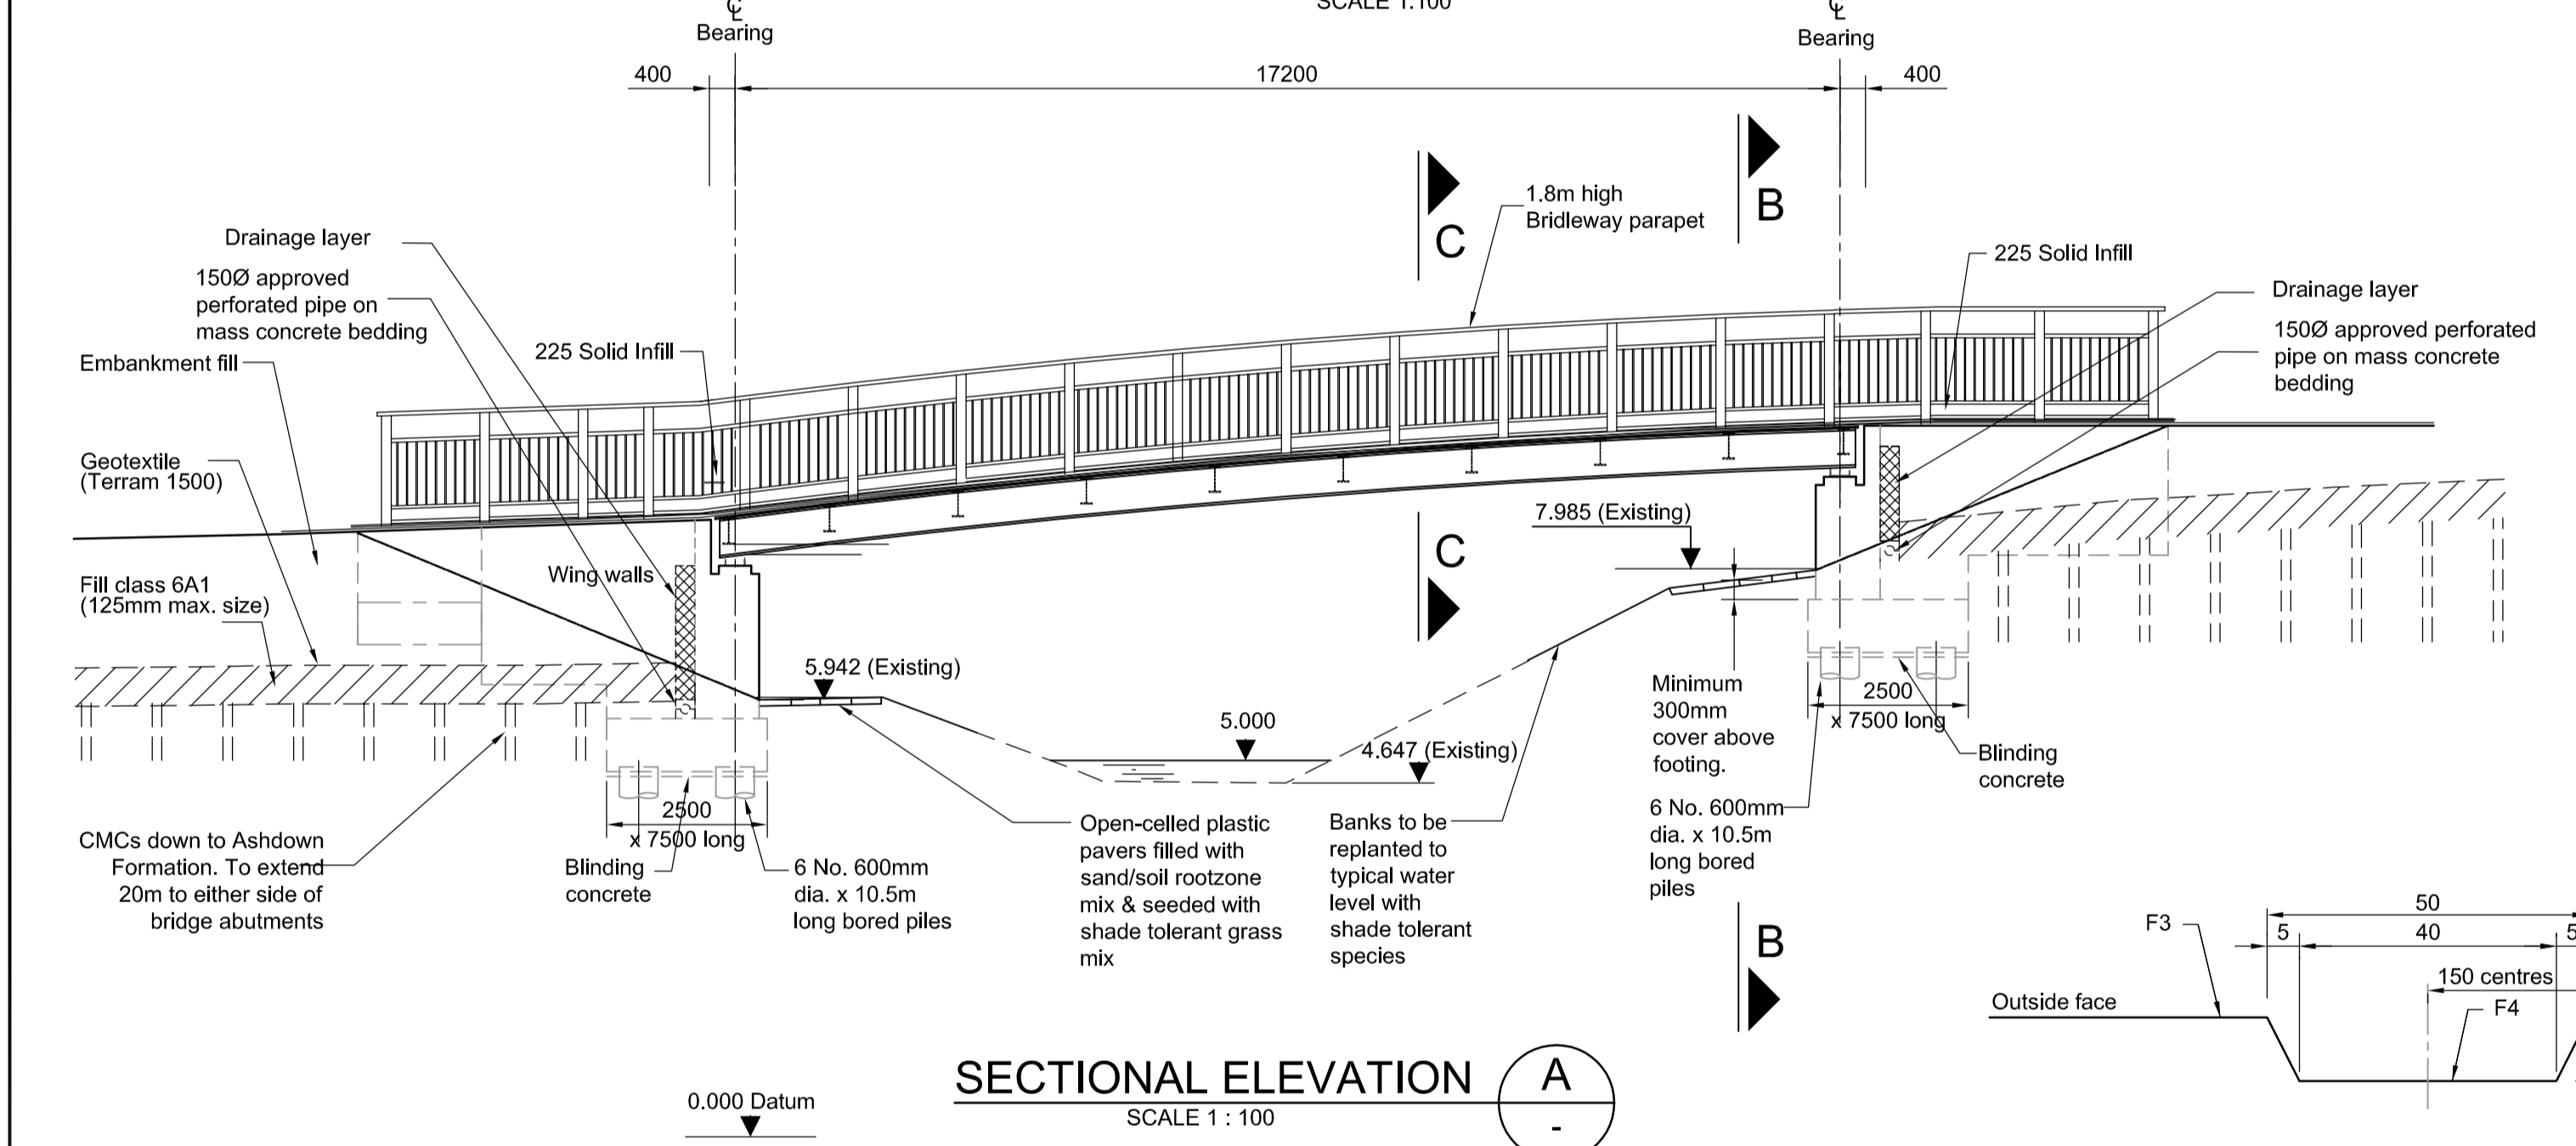 SCALE 1:100
℄
Bearing
℄
Bearing
400
17200
400
C
B
1.8m high
Bridleway parapet
Drainage layer
150Ø approved
perforated pipe on
mass concrete bedding
Embankment fill
225 Solid Infill
225 Solid Infill
Drainage layer
150Ø approved perforated
pipe on mass concrete
bedding
Geotextile
(Terram 1500)
Fill class 6A1
(125mm max. size)
Wing walls
7.985 (Existing)
C
5.942 (Existing)
5.000
4.647 (Existing)
Minimum
300mm
cover above
footing.
2500
x 7500 long
Blinding
concrete
6 No. 600mm
dia. x 10.5m
long bored
piles
2500
x 7500 long
CMCs down to Ashdown
Formation. To extend
20m to either side of
bridge abutments
Blinding
concrete
6 No. 600mm
dia. x 10.5m
long bored piles
Open-celled plastic
pavers filled with
sand/soil rootzone
mix & seeded with
shade tolerant grass
mix
Banks to be
replanted to
typical water
level with
shade tolerant
species
B
50
F3
5
40
5
150 centres
Outside face
F4
SECTIONAL ELEVATION
A
-
SCALE 1 : 100
0.000 Datum